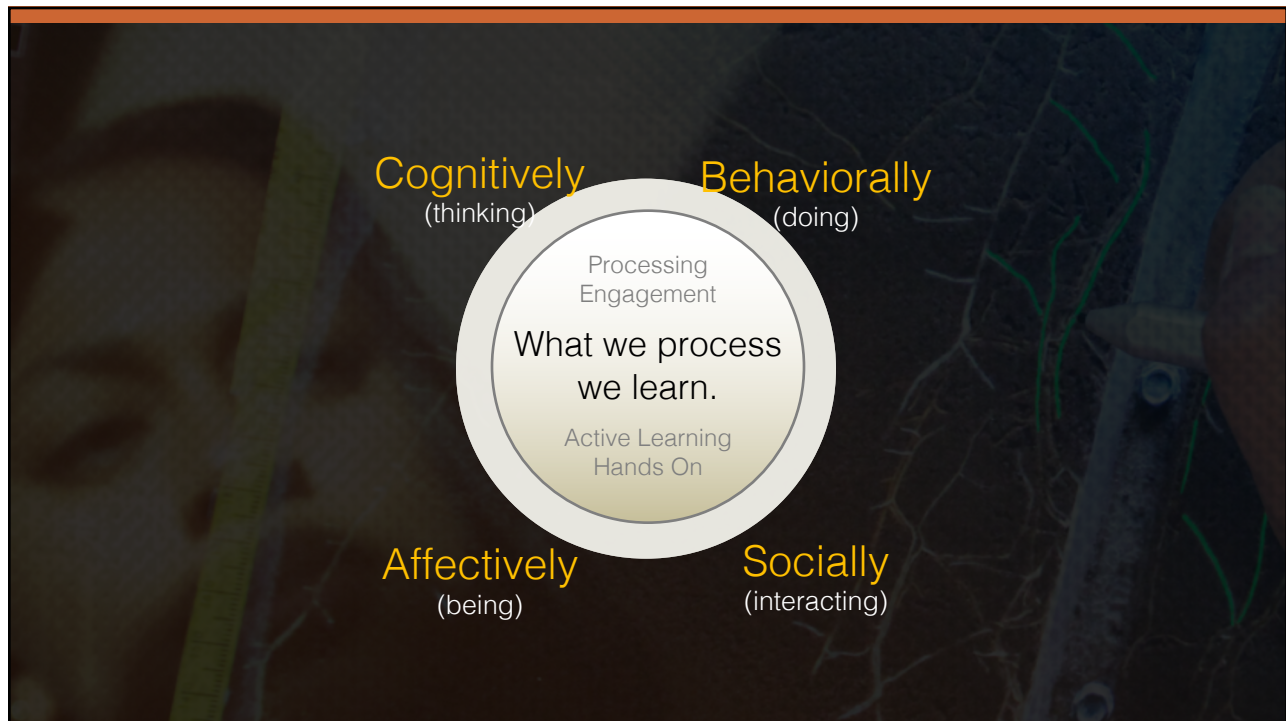 Cognitively
(thinking)
Behaviorally
(doing)
Processing
Engagement
What we process
we learn.
Active Learning
Hands On
Affectively
(being)
Socially
(interacting)